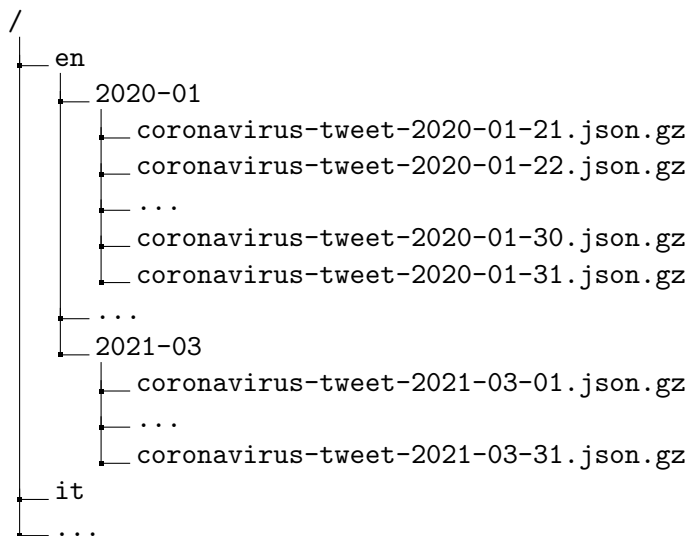 /
en
2020-01
coronavirus-tweet-2020-01-21.json.gz
coronavirus-tweet-2020-01-22.json.gz
...
coronavirus-tweet-2020-01-30.json.gz
coronavirus-tweet-2020-01-31.json.gz
...
2021-03
coronavirus-tweet-2021-03-01.json.gz
...
coronavirus-tweet-2021-03-31.json.gz
it
...